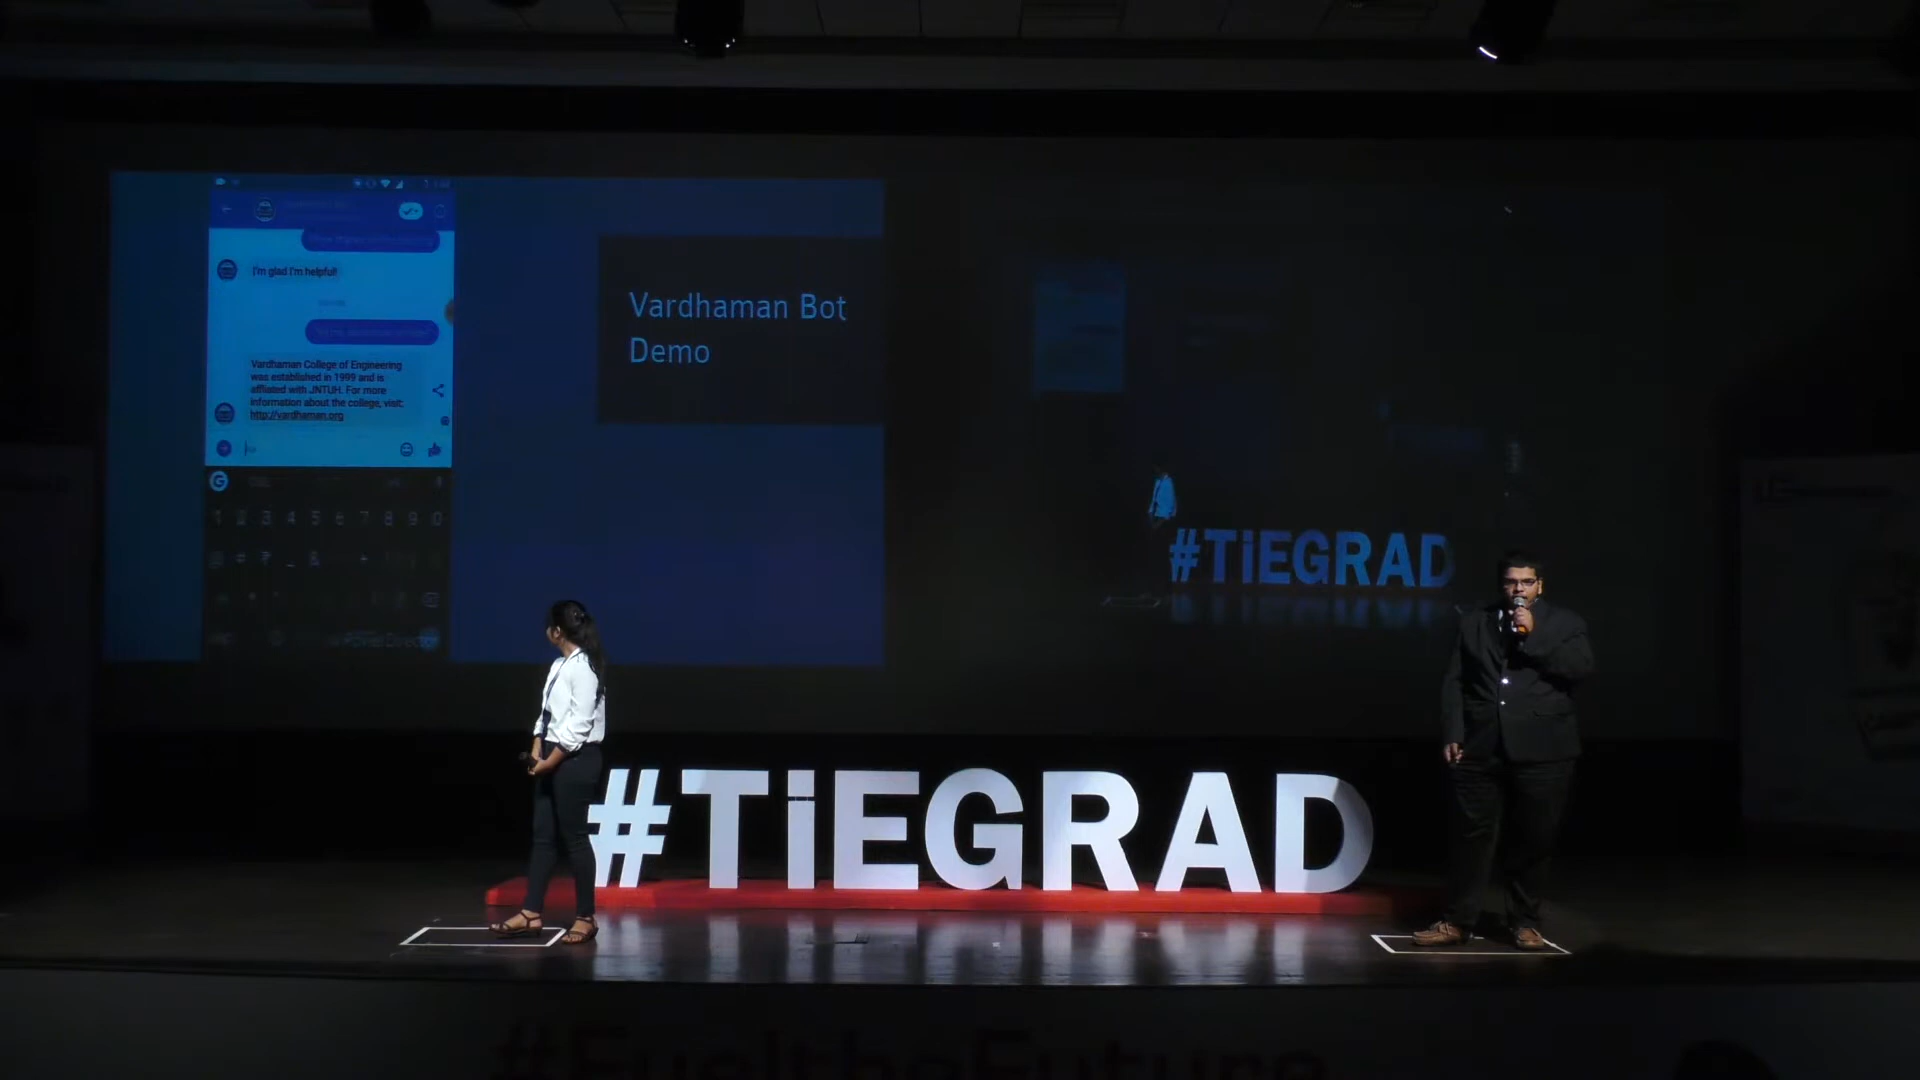 I'm glad I'm helpful!
Vardhaman College of Engineering
was established in 1999 and is
affliated with JNTUH. For more
information about the college, visit:
http://vardhaman.org
1 2 3 4 5 6 7 8 9 0
Vardhaman Bot
Demo
#TiEGRAD
#TiEGRAD
#FueltheFuture